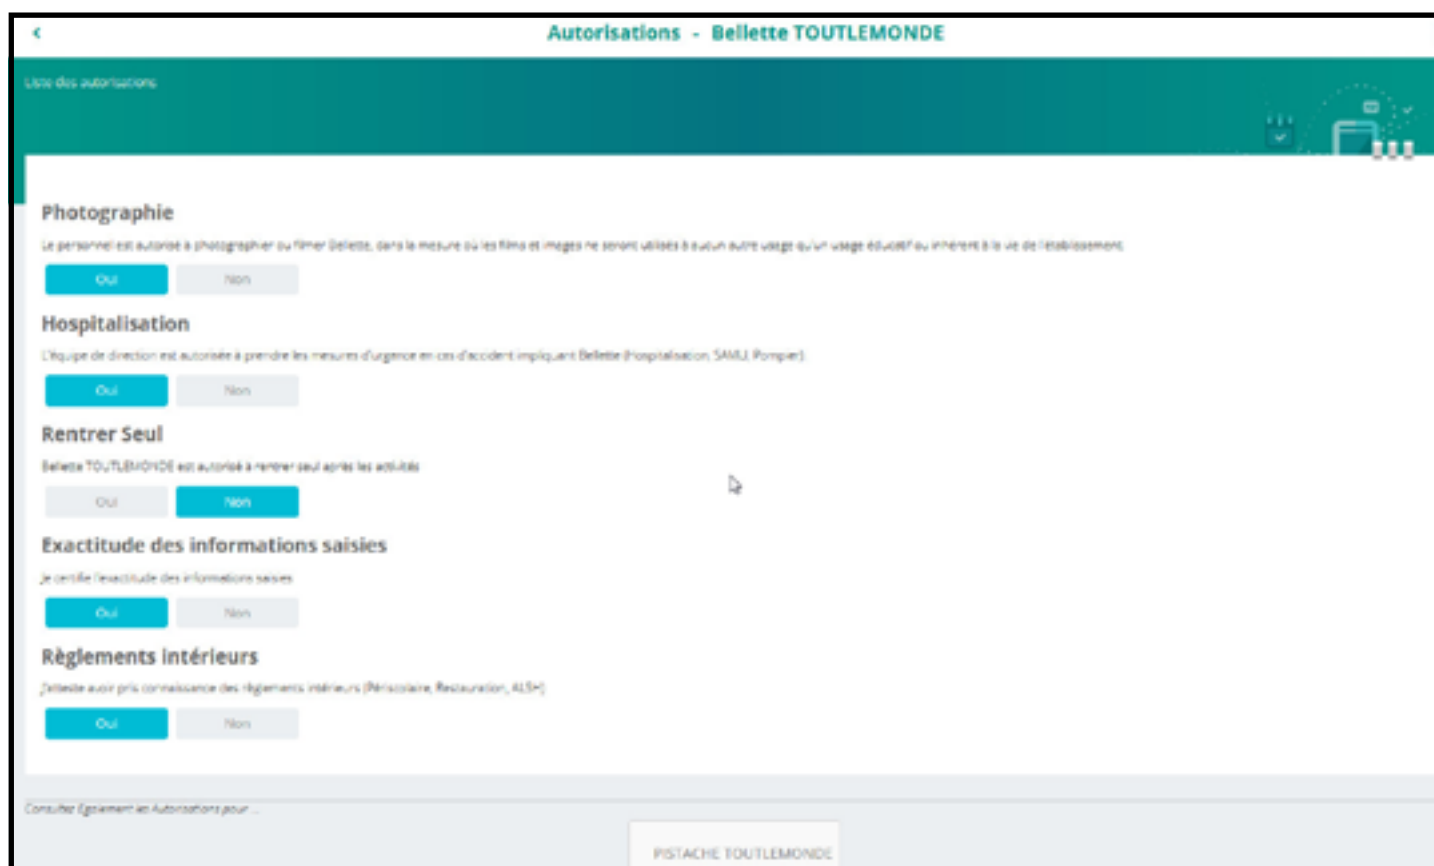 Autorisations - Bellette TOUTLEMONDE
Liste des autorisations
Photographie
Le personnel est autorisé à photographier ou filmer Bellette, dans la mesure où les films et images ne seront utilisés à aucun autre usage qu'un usage éducatif ou inhérent à la vie de l'établissement.
Oui Non
Hospitalisation
L'équipe de direction est autorisée à prendre les mesures d'urgence en cas d'accident impliquant Bellette (Hospitalisation, SAMU, Pompier)
Oui Non
Rentrer Seul
Bellette TOUTLEMONDE est autorisé à rentrer seul après les activités
Oui Non
Exactitude des informations saisies
Je certifie l'exactitude des informations saisies
Oui Non
Règlements intérieurs
J'atteste avoir pris connaissance des règlements intérieurs (Périscolaire, Restauration, ALSH)
Oui Non
Consultez Egalement les Autorisations pour ...
PISTACHE TOUTLEMONDE